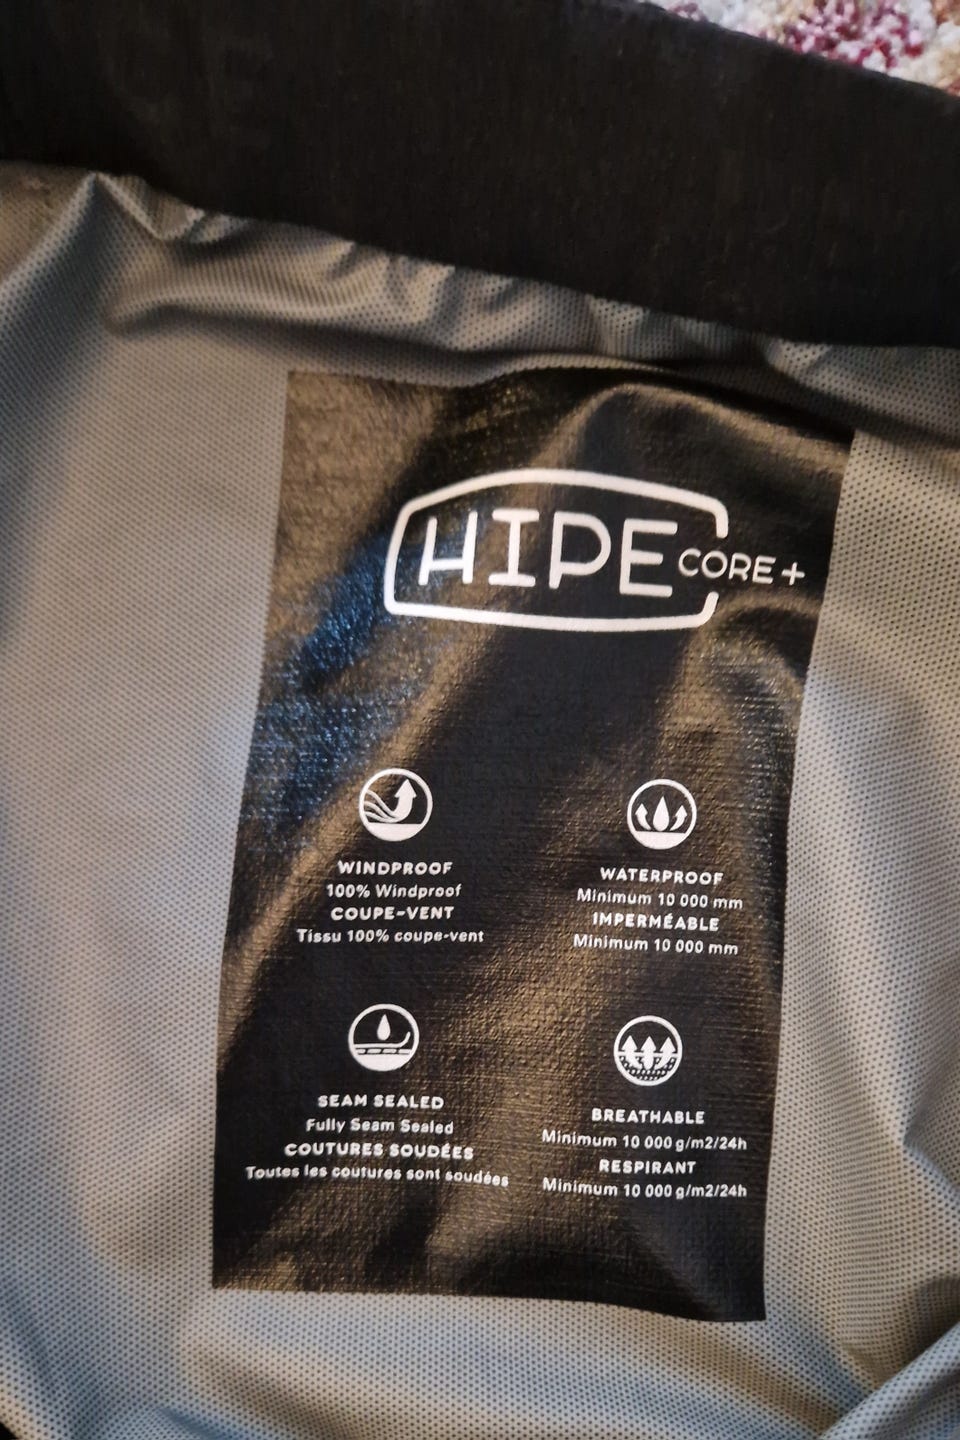 HIPE CORE+
WINDPROOF
100% Windproof
COUPE-VENT
Tissu 100% coupe-vent
WATERPROOF
Minimum 10 000 mm
IMPERMÉABLE
Minimum 10 000 mm
SEAM SEALED
Fully Seam Sealed
COUTURES SOUDÉES
Toutes les coutures sont soudées
BREATHABLE
Minimum 10 000 g/m2/24h
RESPIRANT
Minimum 10 000 g/m2/24h